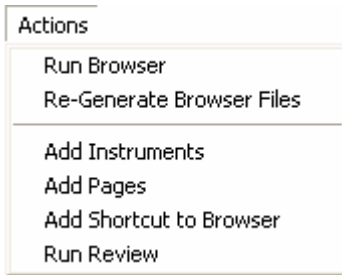 Actions
Run Browser
Re-Generate Browser Files
Add Instruments
Add Pages
Add Shortcut to Browser
Run Review